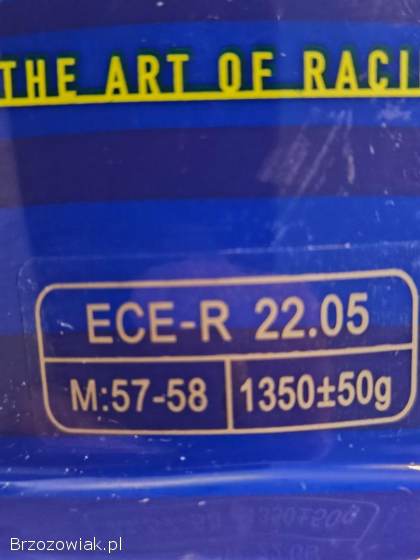 THE ART OF RACI
ECE-R 22.05
M:57-58 1350±50g
Brzozowiak.pl